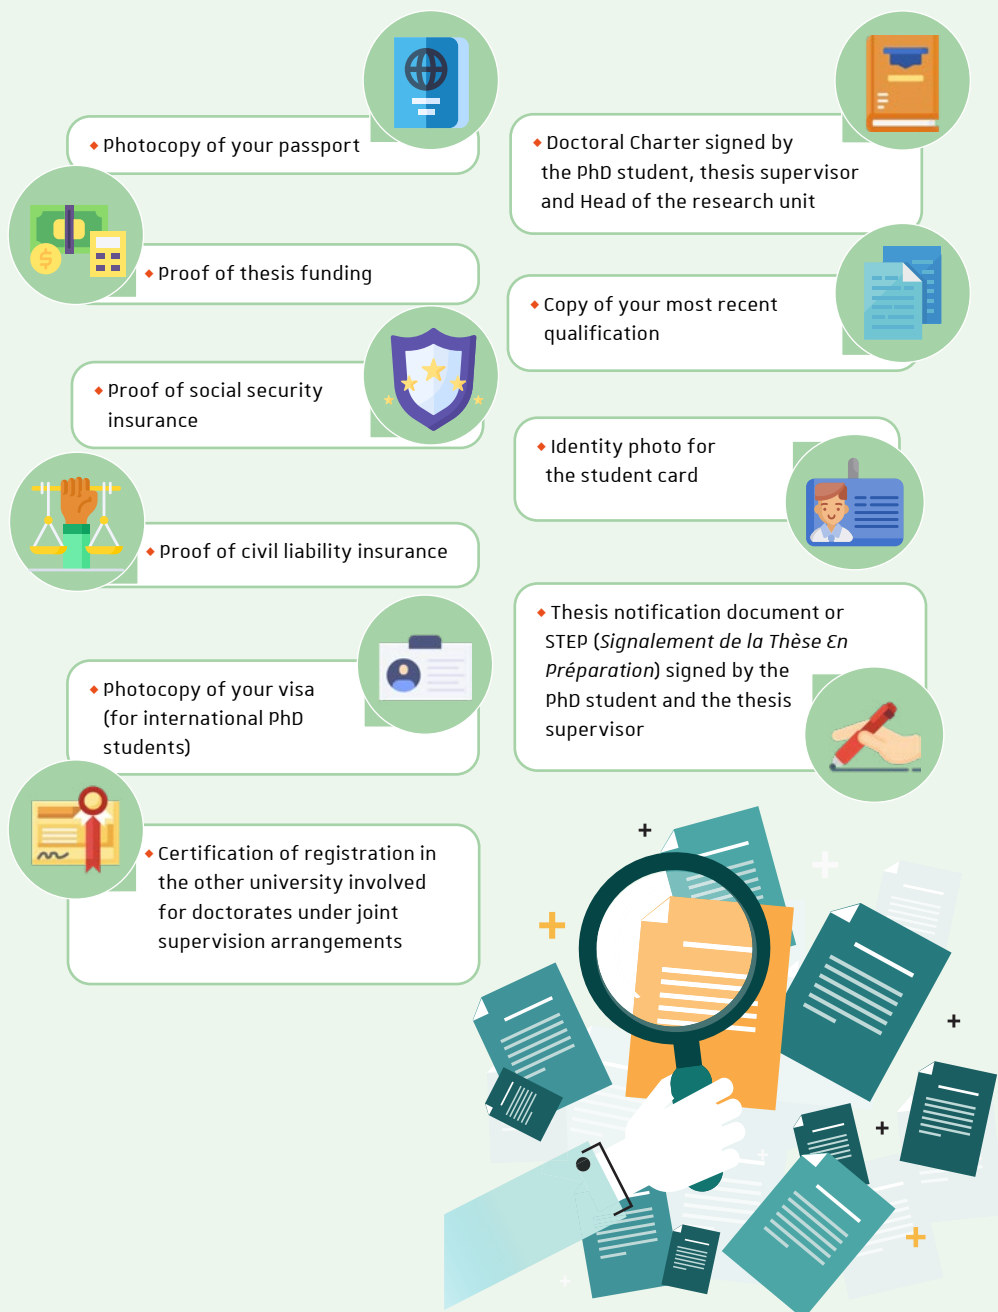 ◆ Photocopy of your passport
◆ Proof of thesis funding
◆ Proof of social security
insurance
◆ Proof of civil liability insurance
◆ Photocopy of your visa
(for international PhD
students)
◆ Certification of registration in
the other university involved
for doctorates under joint
supervision arrangements
◆ Doctoral Charter signed by
the PhD student, thesis supervisor
and Head of the research unit
◆ Copy of your most recent
qualification
◆ Identity photo for
the student card
◆ Thesis notification document or
STEP (Signalement de la Thèse En
Préparation) signed by the
PhD student and the thesis
supervisor